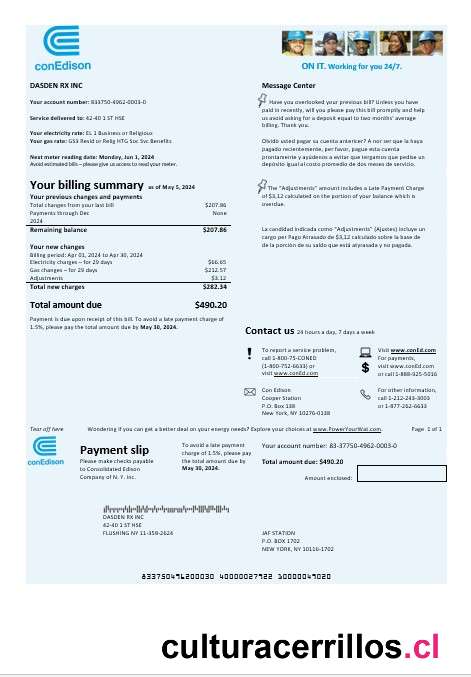 conEdison
ON IT. Working for you 24/7.
DASDEN RX INC
Your account number: 833750-4962-0003-0
Service delivered to: 42-40 1 ST HSE
Your electricity rate: EL 1 Business or Religious
Your gas rate: GS3 Resid or Relig HTG Soc Svc Benefits
Next meter reading date: Monday, Jun 1, 2024
Avoid estimated bills – please give us access to read your meter.
Message Center
Have you overlooked your previous bill? Unless you
paid in recently, will you please pay this bill promptly and help
us avoid asking for a deposit equal to two months' average
billing. Thank you.
Olvido usted pagar su cuenta anterior? A nor ser que la haya
pagado recientemente, per favor, pague esta cuenta
prontamente y ayúdenos a evitar que tengamos que pedise un
depósito igual al costo promedio de dos meses de servicio.
Your billing summary as of May 5, 2024
Your previous changes and payments
Total changes from your last bill $207.86
Payments through Dec None
2024
Remaining balance $207.86
The "Adjustments" amount includes a Late Payment Charge
of $3,12 calculated on the portion of your balance which is
overdue.
La candidad indicada como "Adjustments" (Ajustes) incluye un
cargo per Pago Atrasado de $3,12 calculado sobre la base de
de la porción de su saldo que está atyrasada y no pagada.
Your new changes
Billing period: Apr 01, 2024 to Apr 30, 2024
Electricity charges – for 29 days $66.65
Gas changes – for 29 days $212.57
Adjustments $3.12
Total new charges $282.34
Total amount due $490.20
Payment is due upon receipt of this bill. To avoid a late payment charge of
1.5%, please pay the total amount due by May 30, 2024.
Contact us 24 hours a day, 7 days a week
To report a service problem,
call 1-800-75-CONED
(1-800-752-6633) or
visit www.conEd.com
Visit www.conEd.com
For payments,
visit www.conEd.com
or call 1-888-925-5016
Con Edison
Cooper Station
P.O. Box 138
New York, NY 10276-0138
For other information,
call 1-212-243-3003
or 1-877-262-6633
Tear off here Wondering if you can get a better deal on your energy needs? Explore your choices at www.PowerYourWat.com. Page 1 of 1
conEdison
Payment slip
Please make checks payable
to Consolidated Edison
Company of N. Y. Inc.
To avoid a late payment
charge of 1.5%, please pay
the total amount due by
May 30, 2024.
Your account number: 83-37750-4962-0003-0
Total amount due: $490.20
Amount enclosed:
DASDEN RX INC
42-40 1 ST HSE
FLUSHING NY 11-359-2624
JAF STATION
P.O. BOX 1702
NEW YORK, NY 10116-1702
833750496200030 40000027922 10000049020
culturacerrillos.cl